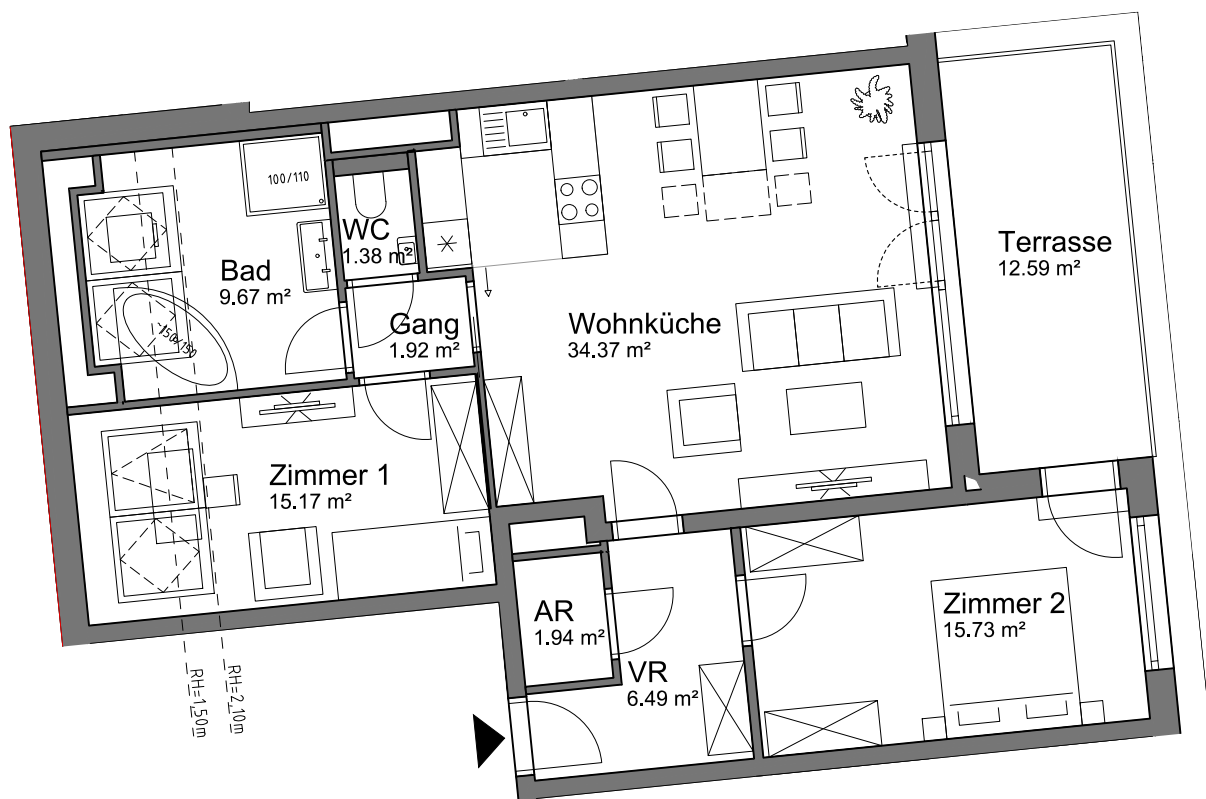 100/110
WC
1.38 m²
Bad
9.67 m²
Terrasse
12.59 m²
Gang
1.92 m²
Wohnküche
34.37 m²
150/150
Zimmer 1
15.17 m²
AR
1.94 m²
Zimmer 2
15.73 m²
VR
6.49 m²
RH=1,50m
RH=2,10m